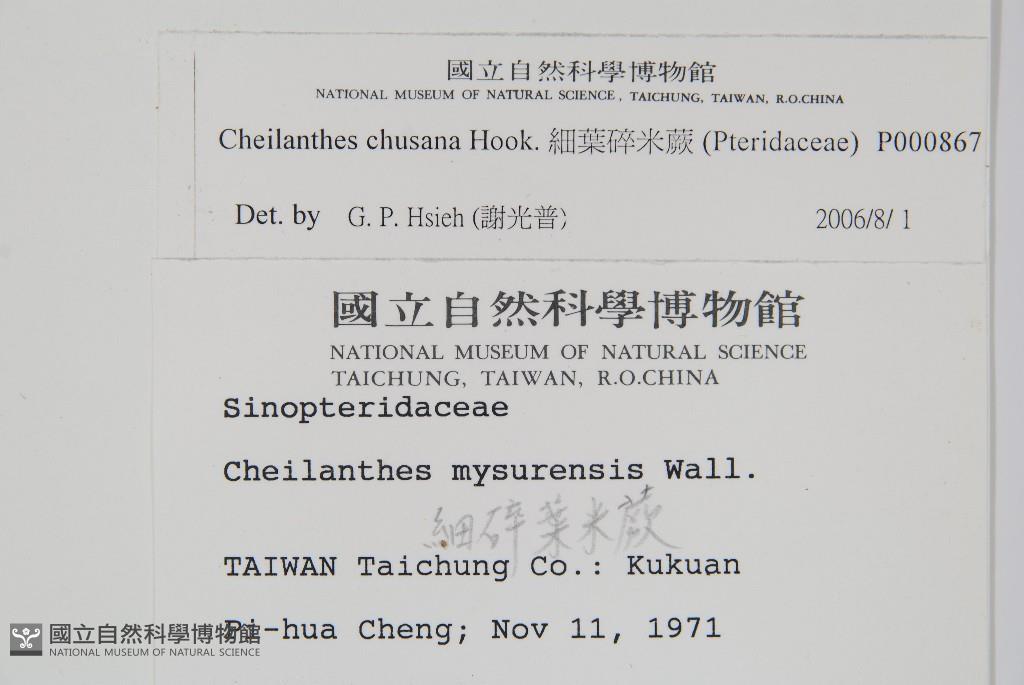 國立自然科學博物館
NATIONAL MUSEUM OF NATURAL SCIENCE, TAICHUNG, TAIWAN, R.O.CHINA
Cheilanthes chusana Hook. 細葉碎米蕨 (Pteridaceae) P000867
Det. by G. P. Hsieh (謝光普)
2006/8/ 1
國立自然科學博物館
NATIONAL MUSEUM OF NATURAL SCIENCE
TAICHUNG, TAIWAN, R.O.CHINA
Sinopteridaceae
Cheilanthes mysurensis Wall.
細碎葉米蕨
TAIWAN Taichung Co.: Kukuan
Pi-hua Cheng; Nov 11, 1971
國立自然科學博物館
NATIONAL MUSEUM OF NATURAL SCIENCE